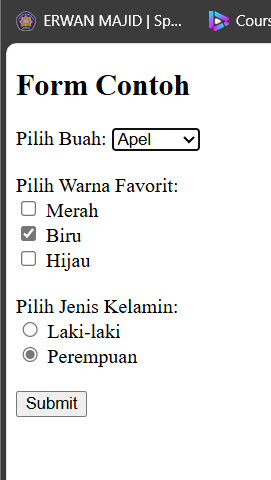 ERWAN MAJID | Sp...
Cours
Form Contoh
Pilih Buah: Apel
Pilih Warna Favorit:
Merah
Biru
Hijau
Pilih Jenis Kelamin:
Laki-laki
Perempuan
Submit